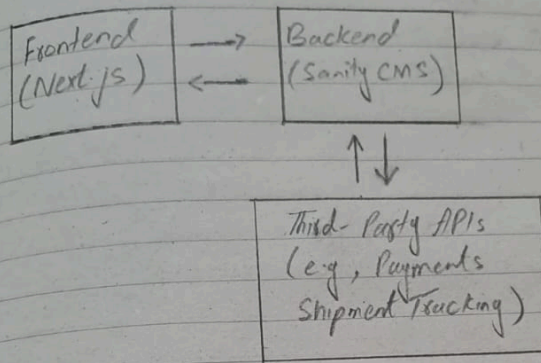 Frontend
(Next.js)
Backend
(Sanity CMS)
Third-Party APIs
(e.g, Payments
Shipment Tracking)